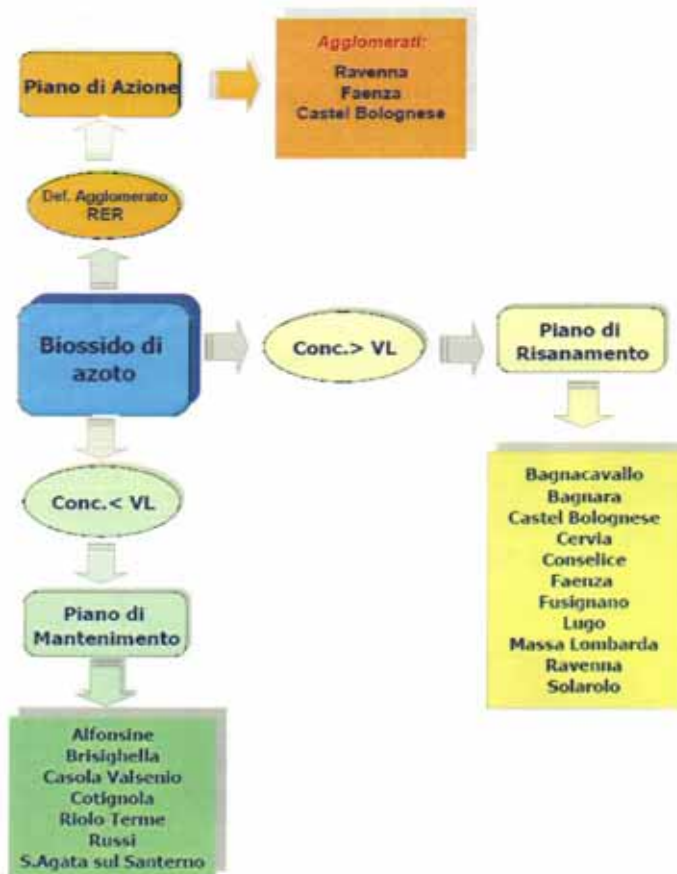 Agglomerati:
Piano di Azione
Ravenna
Faenza
Castel Bolognese
Def. Agglomerato
RER
Biossido di
azoto
Conc.> VL
Piano di
Risanamento
Conc.< VL
Piano di
Mantenimento
Bagnacavallo
Bagnara
Castel Bolognese
Cervia
Conselice
Faenza
Fusignano
Lugo
Massa Lombarda
Ravenna
Solarolo
Alfonsine
Brisighella
Casola Valsenio
Cotignola
Riolo Terme
Russi
S.Agata sul Santerno